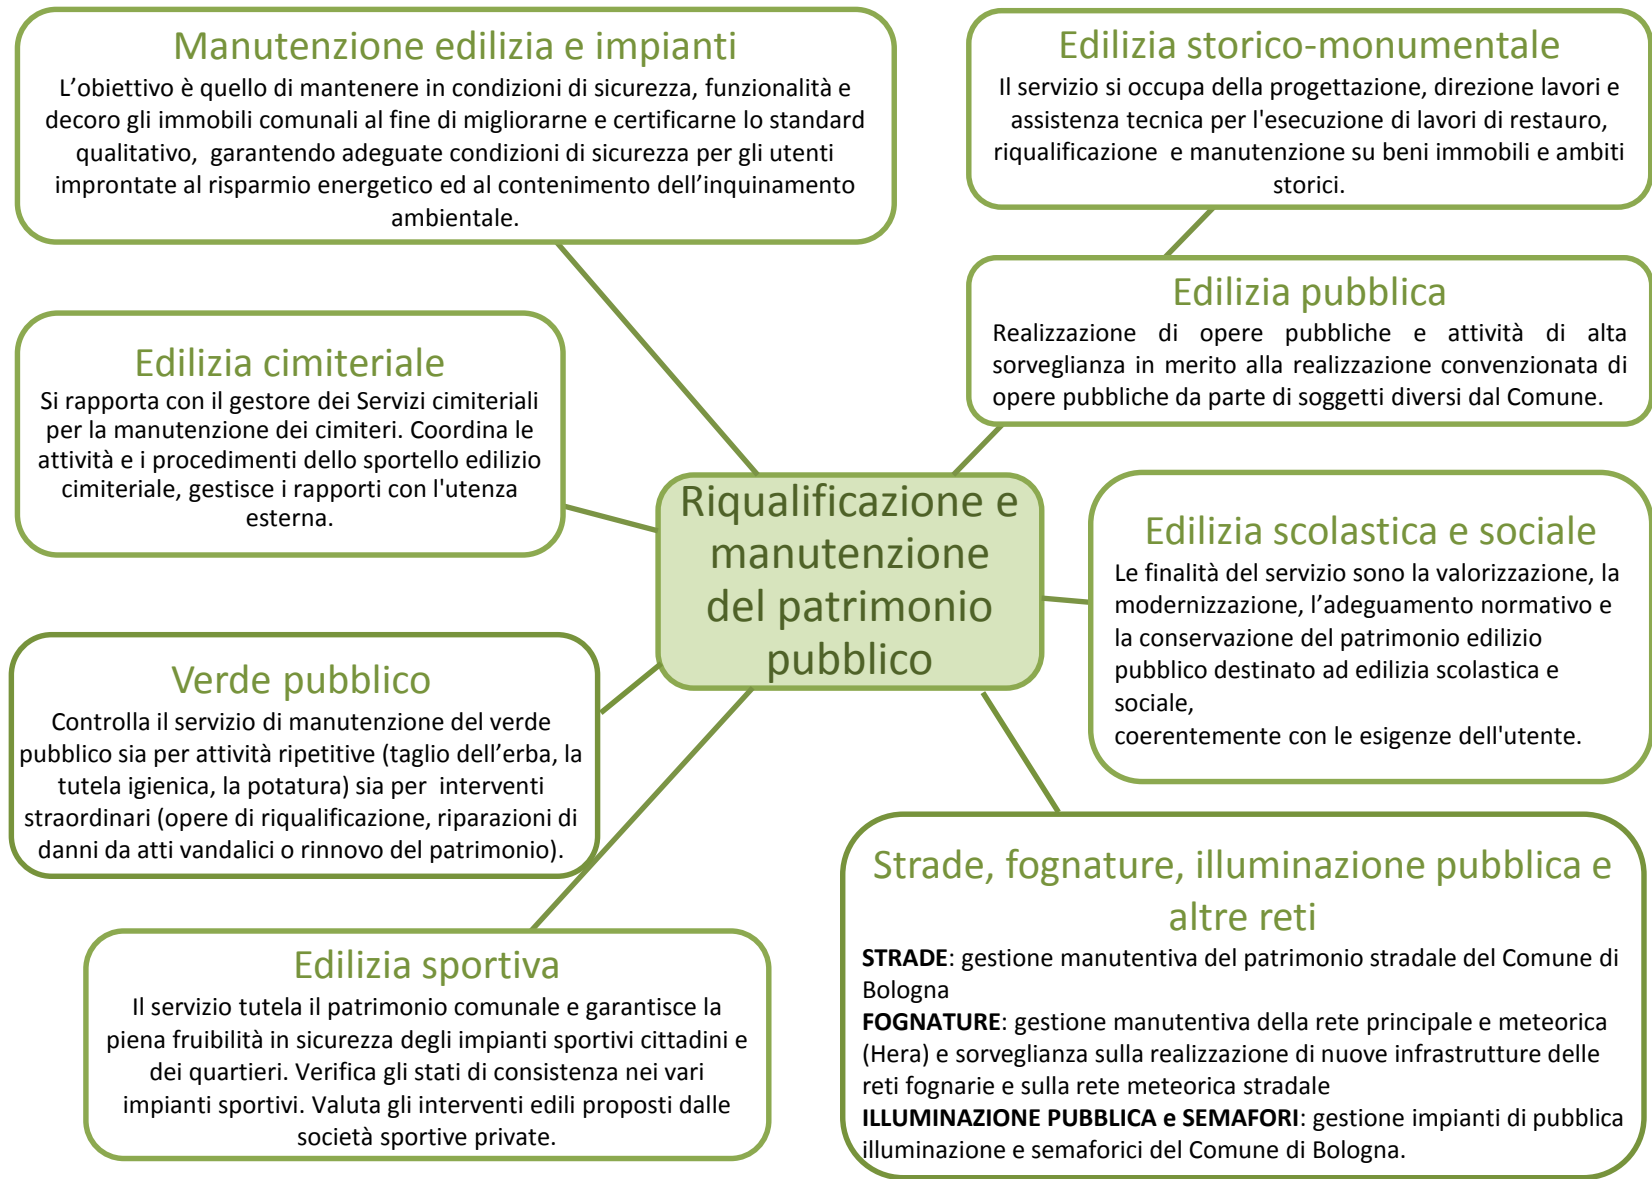 Manutenzione edilizia e impianti
L’obiettivo è quello di mantenere in condizioni di sicurezza, funzionalità e
decoro gli immobili comunali al fine di migliorarne e certificarne lo standard
qualitativo, garantendo adeguate condizioni di sicurezza per gli utenti
improntate al risparmio energetico ed al contenimento dell’inquinamento
ambientale.
Edilizia storico-monumentale
Il servizio si occupa della progettazione, direzione lavori e
assistenza tecnica per l'esecuzione di lavori di restauro,
riqualificazione e manutenzione su beni immobili e ambiti
storici.
Edilizia pubblica
Realizzazione di opere pubbliche e attività di alta
sorveglianza in merito alla realizzazione convenzionata di
opere pubbliche da parte di soggetti diversi dal Comune.
Edilizia cimiteriale
Si rapporta con il gestore dei Servizi cimiteriali
per la manutenzione dei cimiteri. Coordina le
attività e i procedimenti dello sportello edilizio
cimiteriale, gestisce i rapporti con l'utenza
esterna.
Riqualificazione e
manutenzione
del patrimonio
pubblico
Edilizia scolastica e sociale
Le finalità del servizio sono la valorizzazione, la
modernizzazione, l’adeguamento normativo e
la conservazione del patrimonio edilizio
pubblico destinato ad edilizia scolastica e
sociale,
coerentemente con le esigenze dell'utente.
Verde pubblico
Controlla il servizio di manutenzione del verde
pubblico sia per attività ripetitive (taglio dell’erba, la
tutela igienica, la potatura) sia per interventi
straordinari (opere di riqualificazione, riparazioni di
danni da atti vandalici o rinnovo del patrimonio).
Edilizia sportiva
Il servizio tutela il patrimonio comunale e garantisce la
piena fruibilità in sicurezza degli impianti sportivi cittadini e
dei quartieri. Verifica gli stati di consistenza nei vari
impianti sportivi. Valuta gli interventi edili proposti dalle
società sportive private.
Strade, fognature, illuminazione pubblica e
altre reti
STRADE: gestione manutentiva del patrimonio stradale del Comune di
Bologna
FOGNATURE: gestione manutentiva della rete principale e meteorica
(Hera) e sorveglianza sulla realizzazione di nuove infrastrutture delle
reti fognarie e sulla rete meteorica stradale
ILLUMINAZIONE PUBBLICA e SEMAFORI: gestione impianti di pubblica
illuminazione e semaforici del Comune di Bologna.